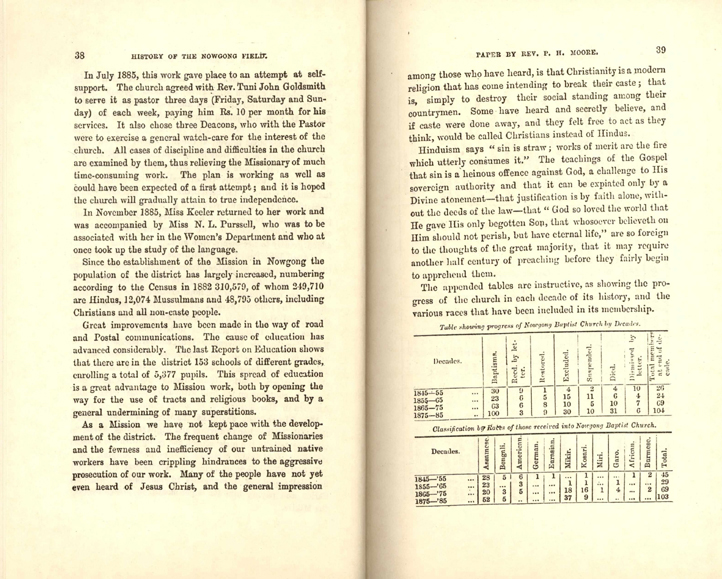 38 HISTORY OF THE NOWGONG FIELD.
In July 1885, this work gave place to an attempt at self-
support. The church agreed with Rev. Tuni John Goldsmith
to serve it as pastor three days (Friday, Saturday and Sun-
day) of each week, paying him Rs. 10 per month for his
services. It also chose three Deacons, who with the Pastor
were to exercise a general watch-care for the interest of the
church. All cases of discipline and difficulties in the church
are examined by them, thus relieving the Missionary of much
time-consuming work. The plan is working as well as
could have been expected of a first attempt; and it is hoped
the church will gradually attain to true independence.
In November 1885, Miss Keeler returned to her work and
was accompanied by Miss N. L. Purssell, who was to be
associated with her in the Women's Department and who at
once took up the study of the language.
Since the establishment of the Mission in Nowgong the
population of the district has largely increased, numbering
according to the Census in 1882 310,579, of whom 249,710
are Hindus, 12,074 Mussulmans and 48,795 others, including
Christians and all non-caste people.
Great improvements have been made in the way of road
and Postal communications. The cause of education has
advanced considerably. The last Report on Education shows
that there are in the district 153 schools of different grades,
enrolling a total of 5,377 pupils. This spread of education
is a great advantage to Mission work, both by opening the
way for the use of tracts and religious books, and by a
general undermining of many superstitions.
As a Mission we have not kept pace with the develop-
ment of the district. The frequent change of Missionaries
and the fewness and inefficiency of our untrained native
workers have been crippling hindrances to the aggressive
prosecution of our work. Many of the people have not yet
even heard of Jesus Christ, and the general impression
PAPER BY REV. P. H. MOORE. 39
among those who have heard, is that Christianity is a modern
religion that has come intending to break their caste; that
is, simply to destroy their social standing among their
countrymen. Some have heard and secretly believe, and
if caste were done away, and they felt free to act as they
think, would be called Christians instead of Hindus.
Hinduism says "sin is straw; works of merit are the fire
which utterly consumes it." The teachings of the Gospel
that sin is a heinous offence against God, a challenge to His
sovereign authority and that it can be expiated only by a
Divine atonement—that justification is by faith alone, with-
out the deeds of the law—that "God so loved the world that
He gave His only begotten Son, that whosoever believeth on
Him should not perish, but have eternal life," are so foreign
to the thoughts of the great majority, that it may require
another half century of preaching before they fairly begin
to apprehend them.
The appended tables are instructive, as showing the pro-
gress of the church in each decade of its history, and the
various races that have been included in its membership.
Table showing progress of Nowgong Baptist Church by Decades.
Decades. Baptisms. Recd. by let-ter. Restored. Excluded. Suspended. Died. Dismissed by letter. Total members at end of de-cade.
1845—55 ... 30 9 1 4 2 4 10 26
1855—65 ... 23 6 5 15 11 6 4 24
1865—75 ... 63 6 8 10 5 10 7 69
1875—85 .. 100 3 9 30 10 31 6 104
Classification by Races of those received into Nowgong Baptist Church.
Decades. Assamese. Bengali. American. German. Eurasian. Mikir. Kosari. Miri. Garo. African. Burmese. Total.
1845—'55 ... 28 5 6 1 1 ... 1 ... ... 1 2 45
1855—'65 ... 23 ... 3 ... ... 1 1 ... 1 ... ... 29
1865—'75 ... 20 3 5 ... ... 18 16 1 4 ... 2 69
1875—'85 ... 52 5 .. ... ... 37 9 ... .. ... ... 103